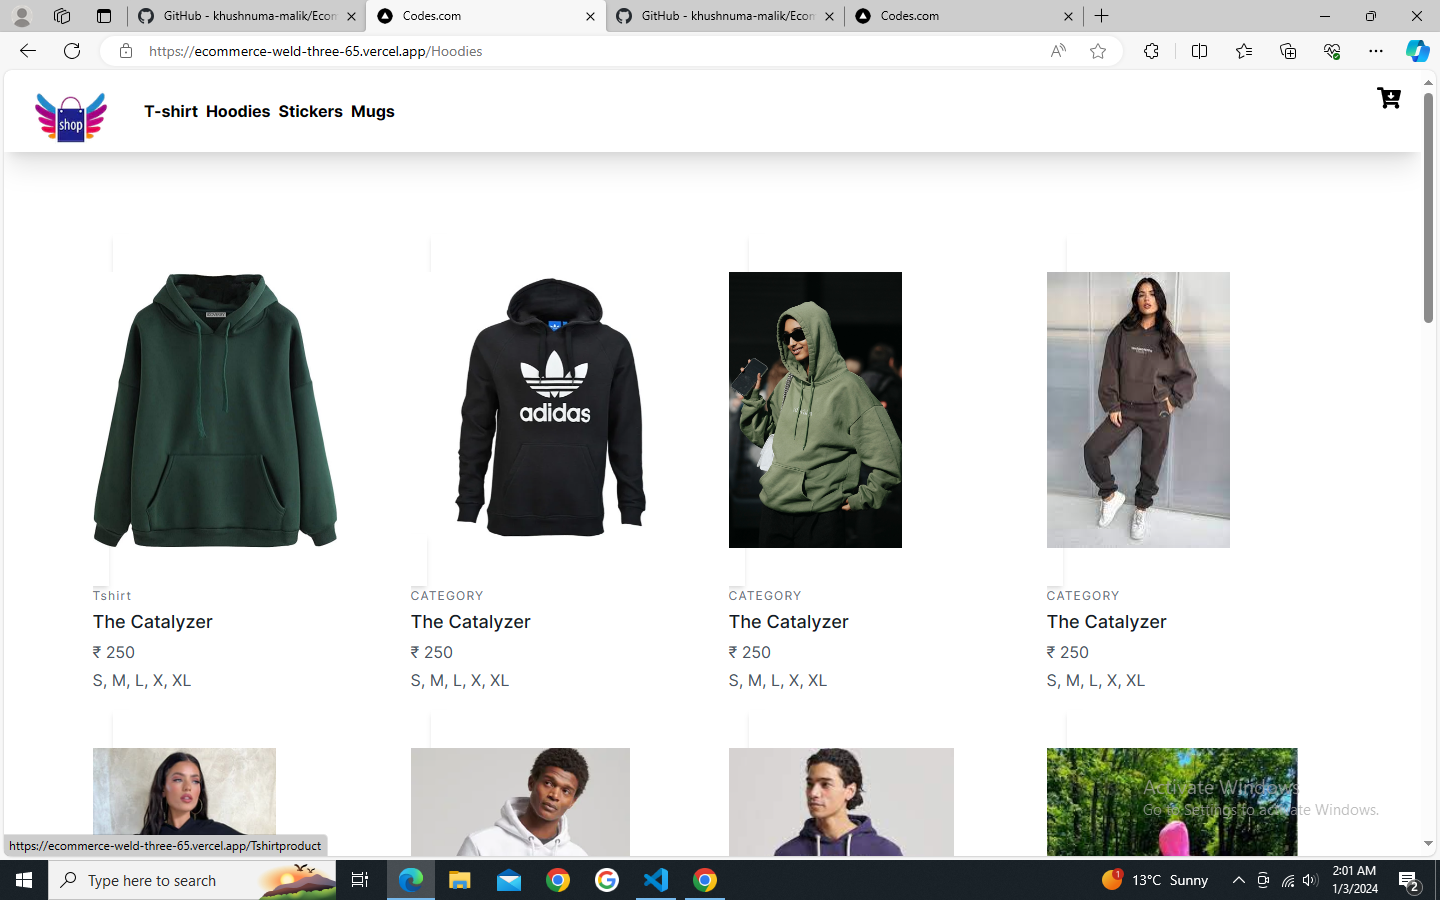 GitHub - khushnuma-malik/Ecom
Codes.com
GitHub - khushnuma-malik/Ecom
Codes.com
https://ecommerce-weld-three-65.vercel.app/Hoodies
shop
T-shirt Hoodies Stickers Mugs
adidas
Tshirt
The Catalyzer
₹ 250
S, M, L, X, XL
CATEGORY
The Catalyzer
₹ 250
S, M, L, X, XL
CATEGORY
The Catalyzer
₹ 250
S, M, L, X, XL
CATEGORY
The Catalyzer
₹ 250
S, M, L, X, XL
Activate Windows
Go to Settings to activate Windows.
https://ecommerce-weld-three-65.vercel.app/Tshirtproduct
Type here to search
1
13°C Sunny
2:01 AM
1/3/2024
2